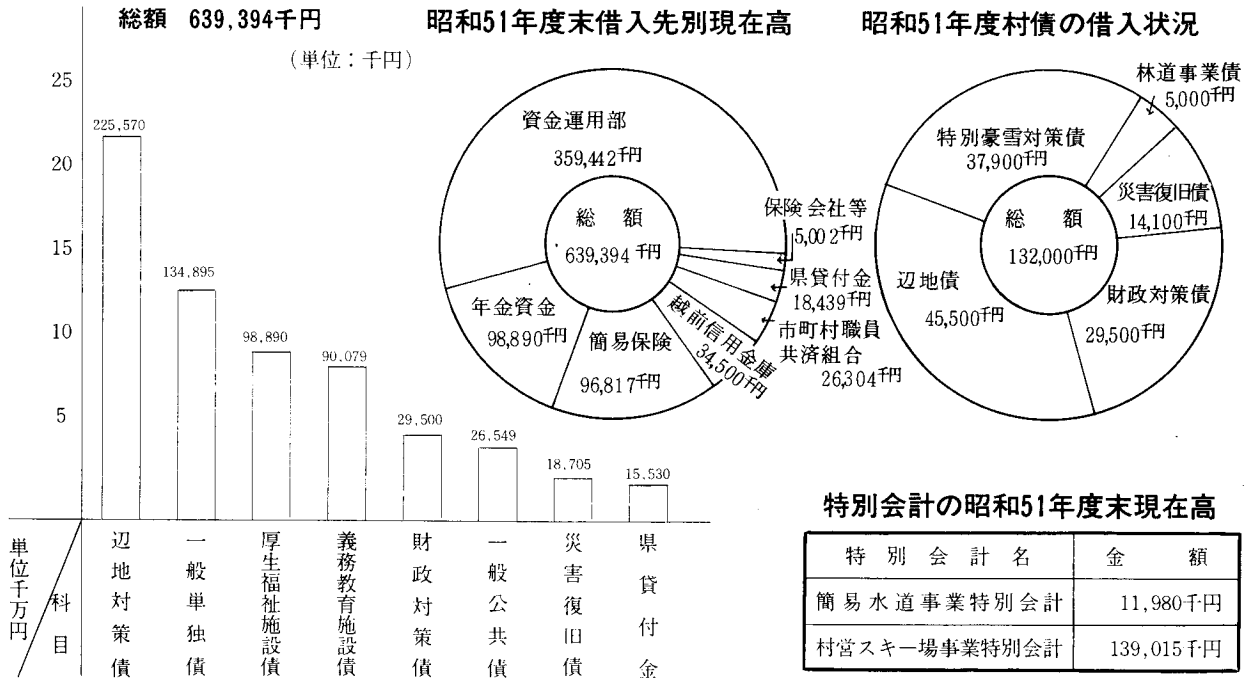 総額 639,394千円
(単位：千円)
25
20
15
10
5
225,570
134,895
98,890
90,079
29,500
26,549
18,705
15,530
単位千万円
科目
辺地対策債
一般単独債
厚生福祉施設債
義務教育施設債
財政対策債
一般公共債
災害復旧債
県貸付金
昭和51年度末借入先別現在高
資金運用部
359,442千円
保険会社等
5,002千円
県貸付金
18,439千円
市町村職員
共済組合
26,304千円
越前信用金庫
34,500千円
簡易保険
96,817千円
年金資金
98,890千円
総額
639,394千円
昭和51年度村債の借入状況
林道事業債
5,000千円
特別豪雪対策債
37,900千円
災害復旧債
14,100千円
総額
132,000千円
辺地債
45,500千円
財政対策債
29,500千円
特別会計の昭和51年度末現在高
特別会計名 金額
簡易水道事業特別会計 11,980千円
村営スキー場事業特別会計 139,015千円